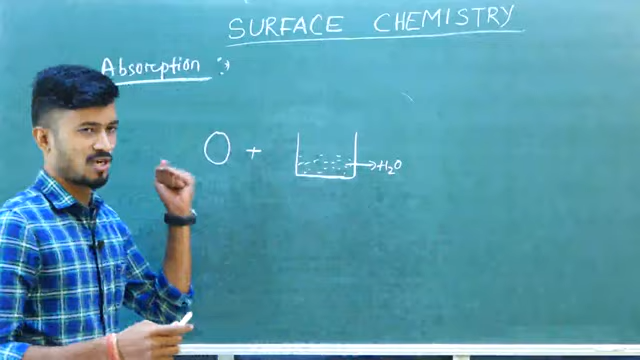 SURFACE CHEMISTRY
Absorption :→
O + → H₂O